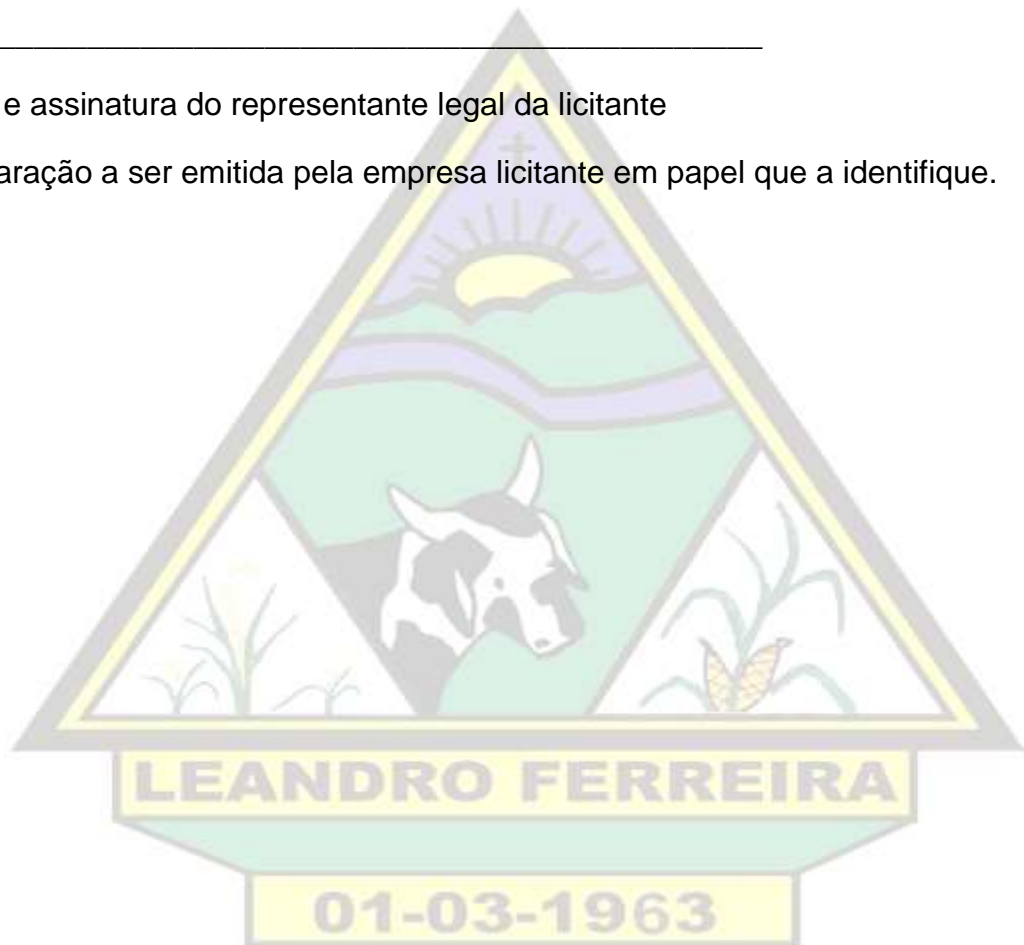 e assinatura do representante legal da licitante
aração a ser emitida pela empresa licitante em papel que a identifique.
LEANDRO FERREIRA
01-03-1963